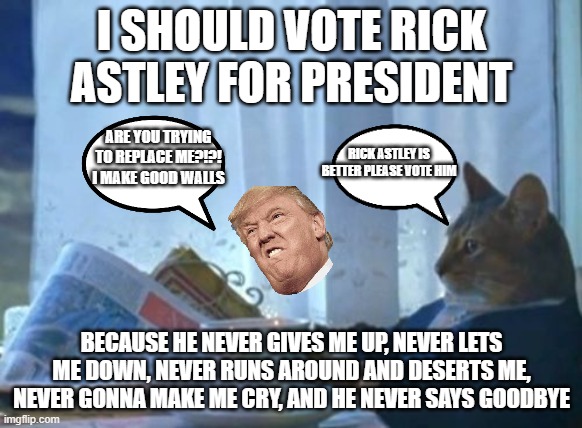 I SHOULD VOTE RICK
ASTLEY FOR PRESIDENT
ARE YOU TRYING
TO REPLACE ME?!?!
I MAKE GOOD WALLS
RICK ASTLEY IS
BETTER PLEASE VOTE HIM
BECAUSE HE NEVER GIVES ME UP, NEVER LETS
ME DOWN, NEVER RUNS AROUND AND DESERTS ME,
NEVER GONNA MAKE ME CRY, AND HE NEVER SAYS GOODBYE
imgflip.com